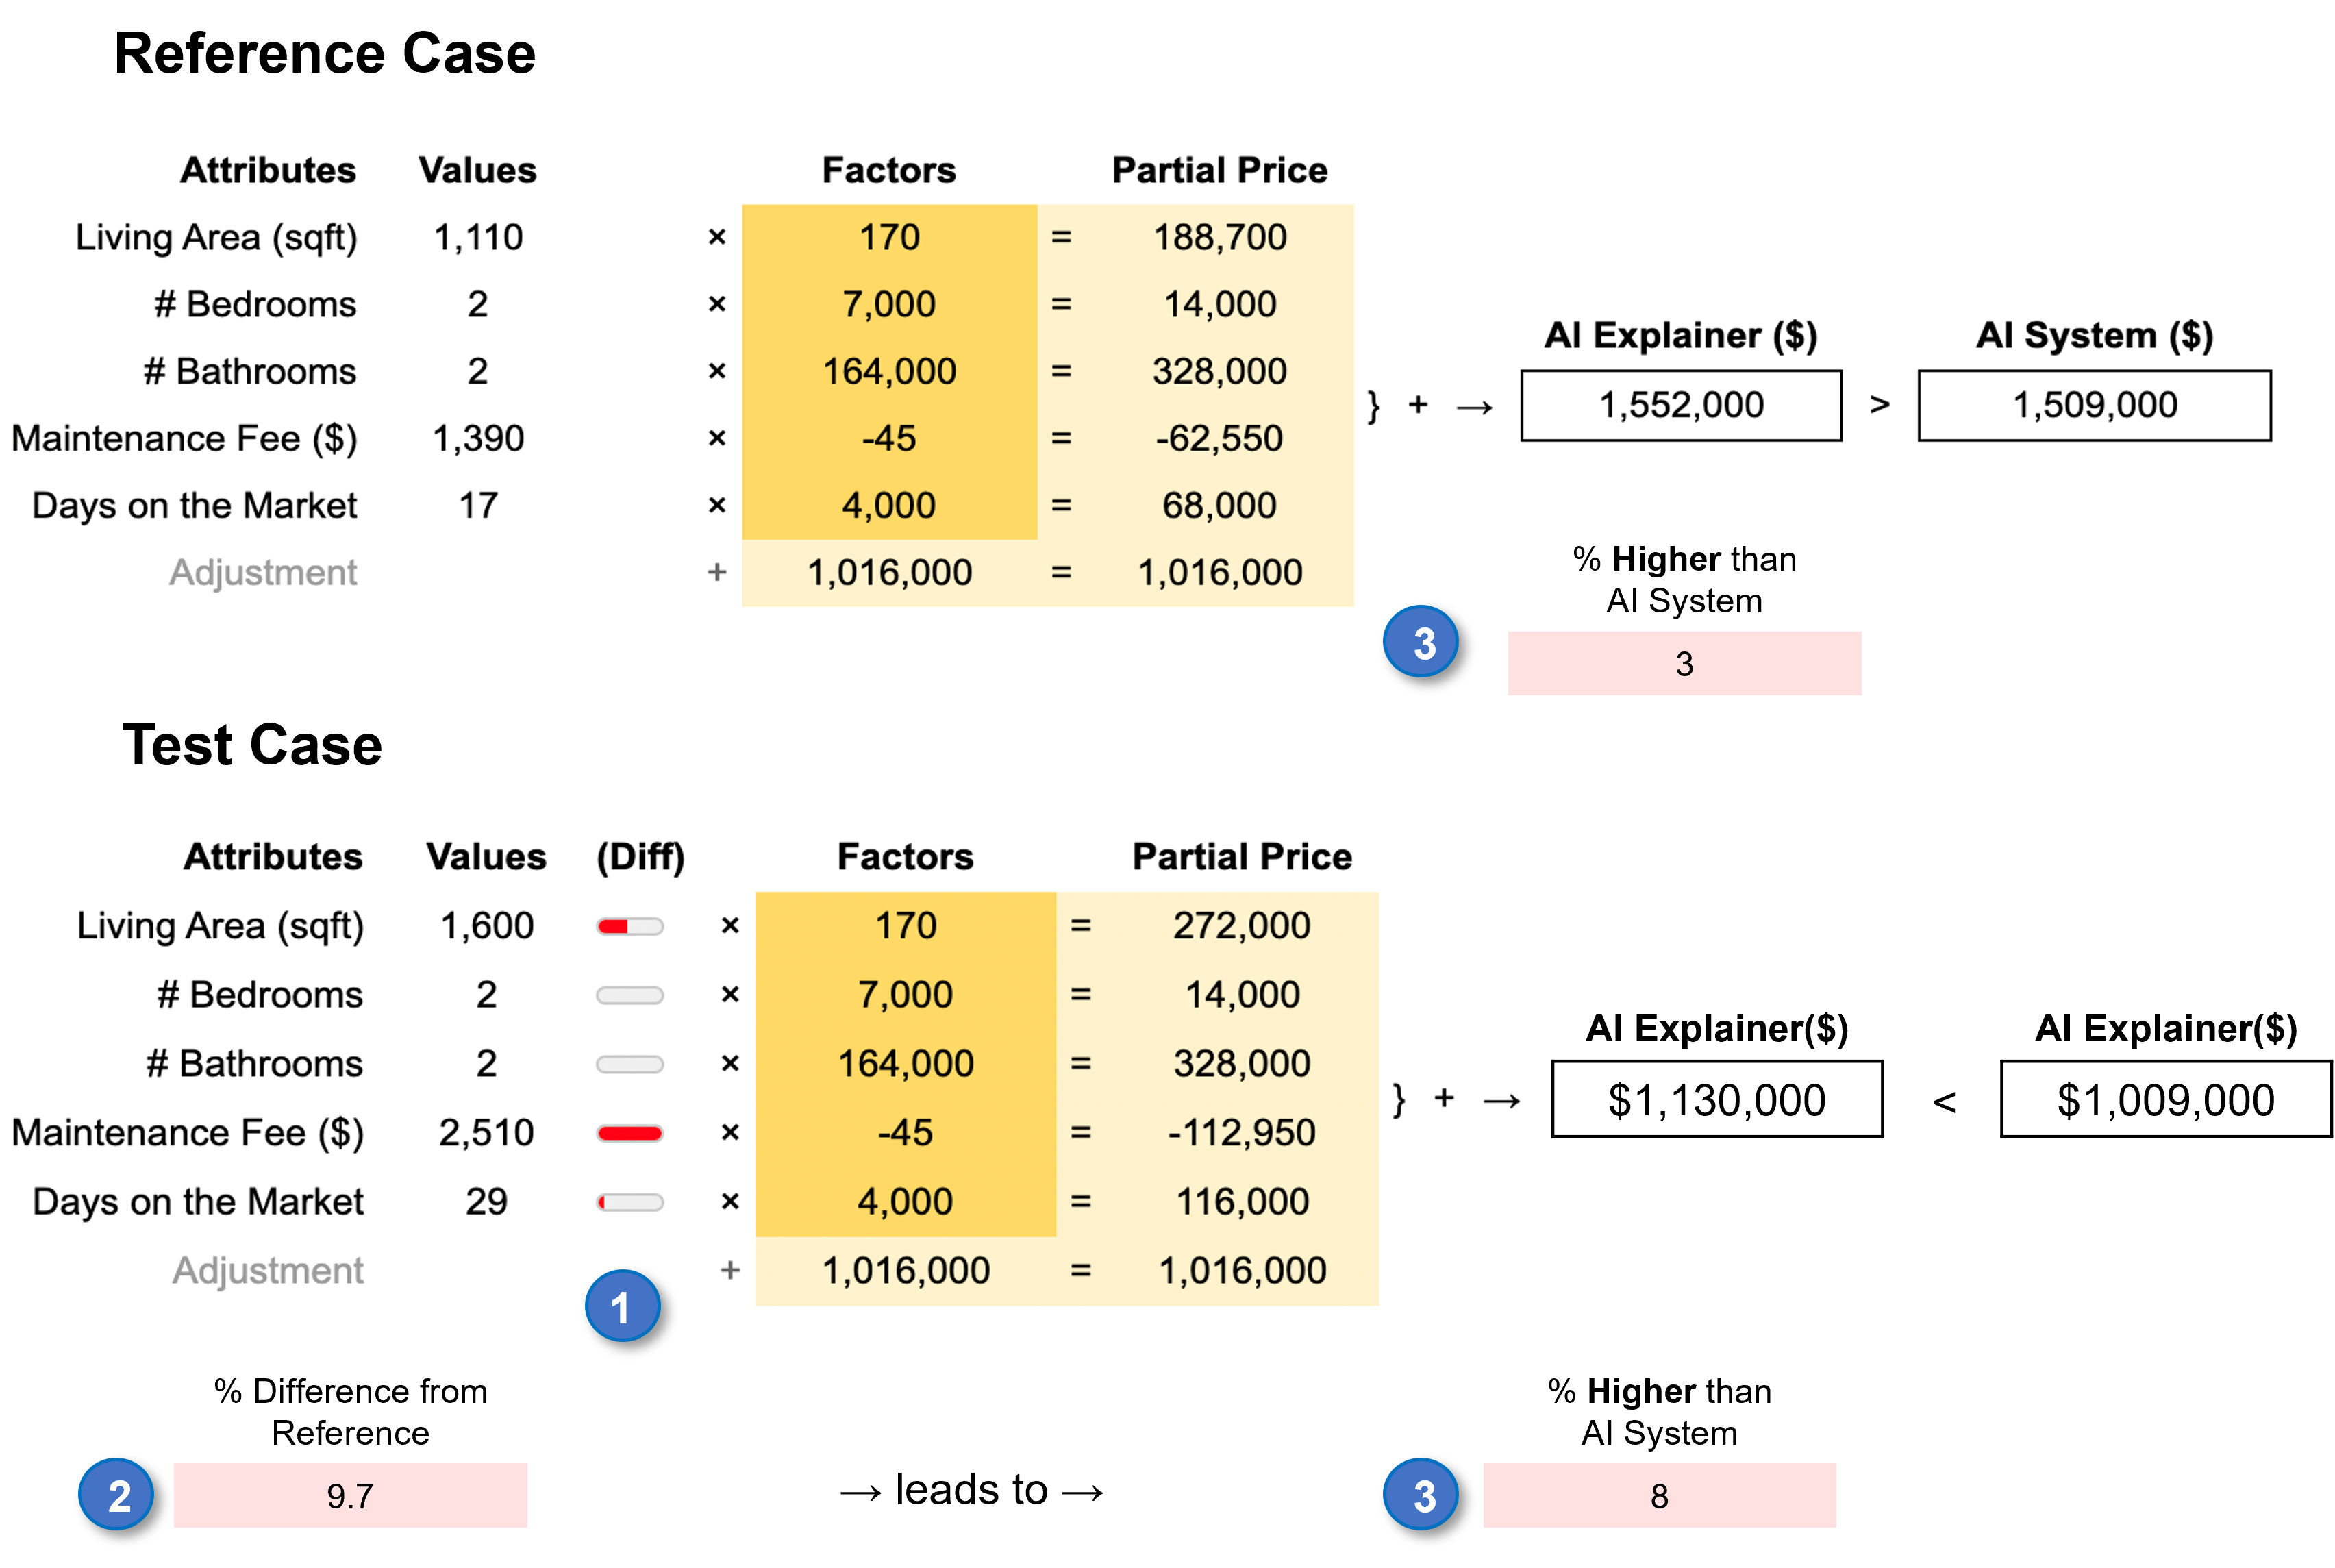 Reference Case
Attributes Values Factors Partial Price
Living Area (sqft) 1,110 × 170 = 188,700
# Bedrooms 2 × 7,000 = 14,000
# Bathrooms 2 × 164,000 = 328,000
Maintenance Fee ($) 1,390 × -45 = -62,550
Days on the Market 17 × 4,000 = 68,000
Adjustment + 1,016,000 = 1,016,000
AI Explainer ($) AI System ($)
} + → 1,552,000 > 1,509,000
% Higher than
AI System
3
3
Test Case
Attributes Values (Diff) Factors Partial Price
Living Area (sqft) 1,600 × 170 = 272,000
# Bedrooms 2 × 7,000 = 14,000
# Bathrooms 2 × 164,000 = 328,000
Maintenance Fee ($) 2,510 × -45 = -112,950
Days on the Market 29 × 4,000 = 116,000
Adjustment + 1,016,000 = 1,016,000
AI Explainer($) AI Explainer($)
} + → $1,130,000 < $1,009,000
1
% Difference from
Reference
2 9.7
→ leads to →
% Higher than
AI System
3 8